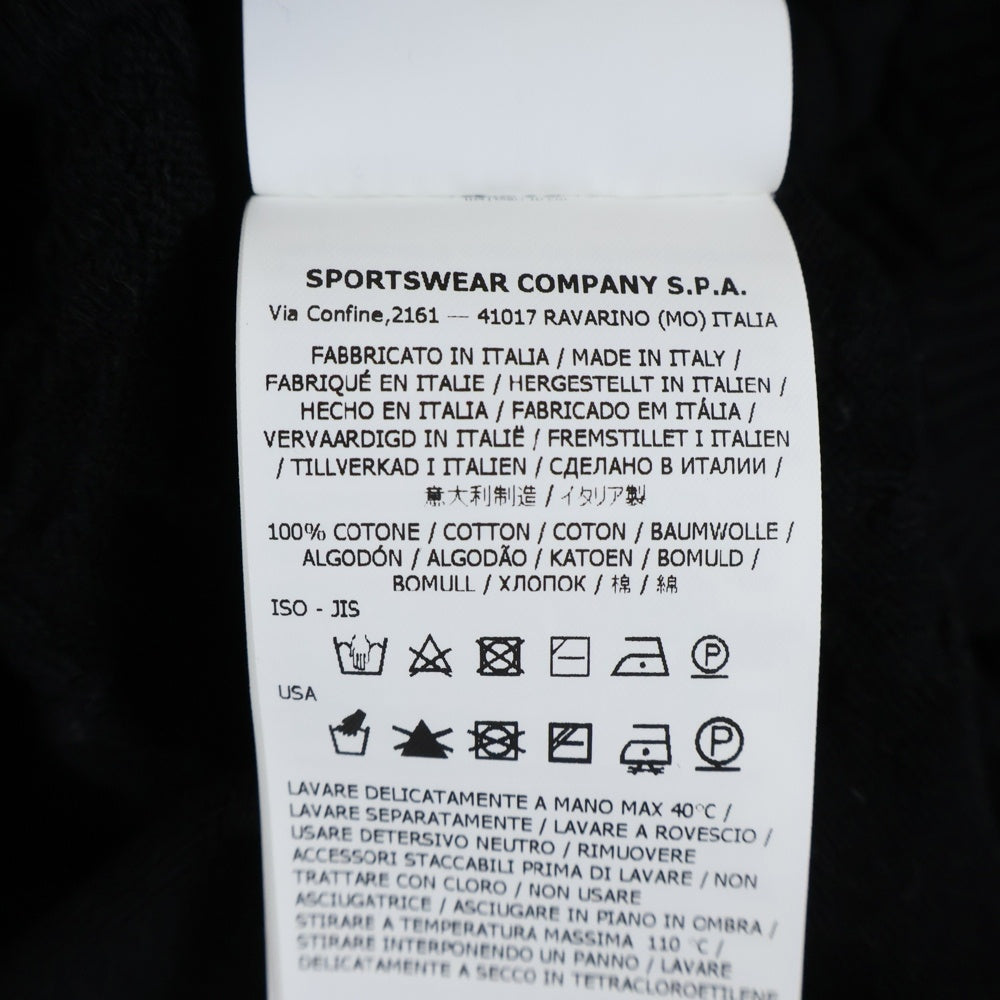 SPORTSWEAR COMPANY S.P.A.
Via Confine,2161 — 41017 RAVARINO (MO) ITALIA
FABBRICATO IN ITALIA / MADE IN ITALY /
FABRIQUÉ EN ITALIE / HERGESTELLT IN ITALIEN /
HECHO EN ITALIA / FABRICADO EM ITÁLIA /
VERVAARDIGD IN ITALIË / FREMSTILLET I ITALIEN
/ TILLVERKAD I ITALIEN / СДЕЛАНО В ИТАЛИИ /
意大利制造 / イタリア製
100% COTONE / COTTON / COTON / BAUMWOLLE /
ALGODÓN / ALGODÃO / KATOEN / BOMULD /
BOMULL / ХЛОПОК / 棉 / 綿
ISO - JIS
P
USA
P
LAVARE DELICATAMENTE A MANO MAX 40°C /
LAVARE SEPARATAMENTE / LAVARE A ROVESCIO /
USARE DETERSIVO NEUTRO / RIMUOVERE
ACCESSORI STACCABILI PRIMA DI LAVARE / NON
TRATTARE CON CLORO / NON USARE
ASCIUGATRICE / ASCIUGARE IN PIANO IN OMBRA /
STIRARE A TEMPERATURA MASSIMA 110 °C /
STIRARE INTERPONENDO UN PANNO / LAVARE
DELICATAMENTE A SECCO IN TETRACLOROETILENE